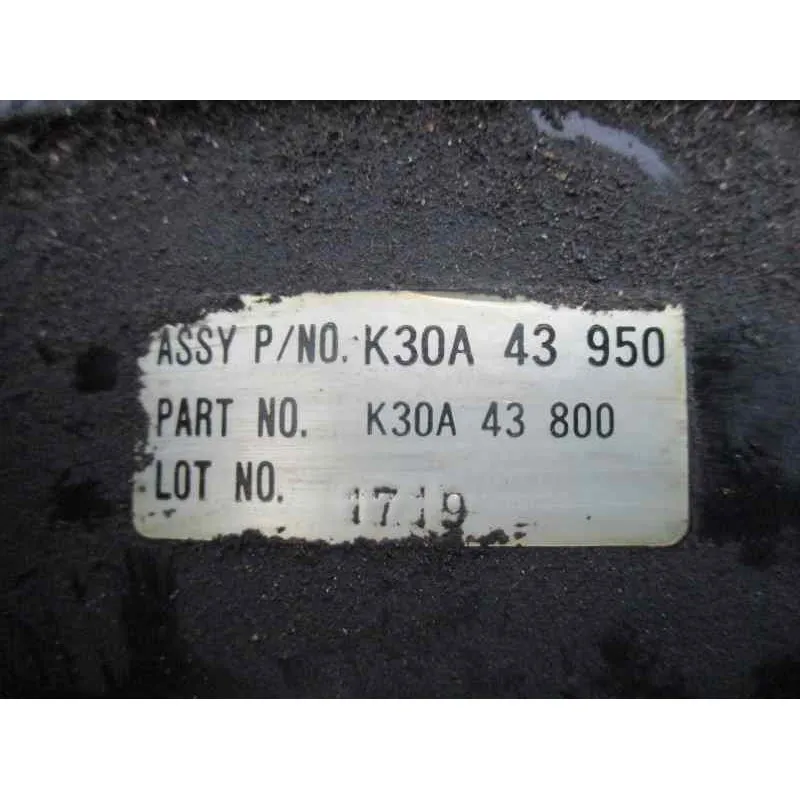 ASSY P/NO. K30A 43 950
PART NO. K30A 43 800
LOT NO. 1719